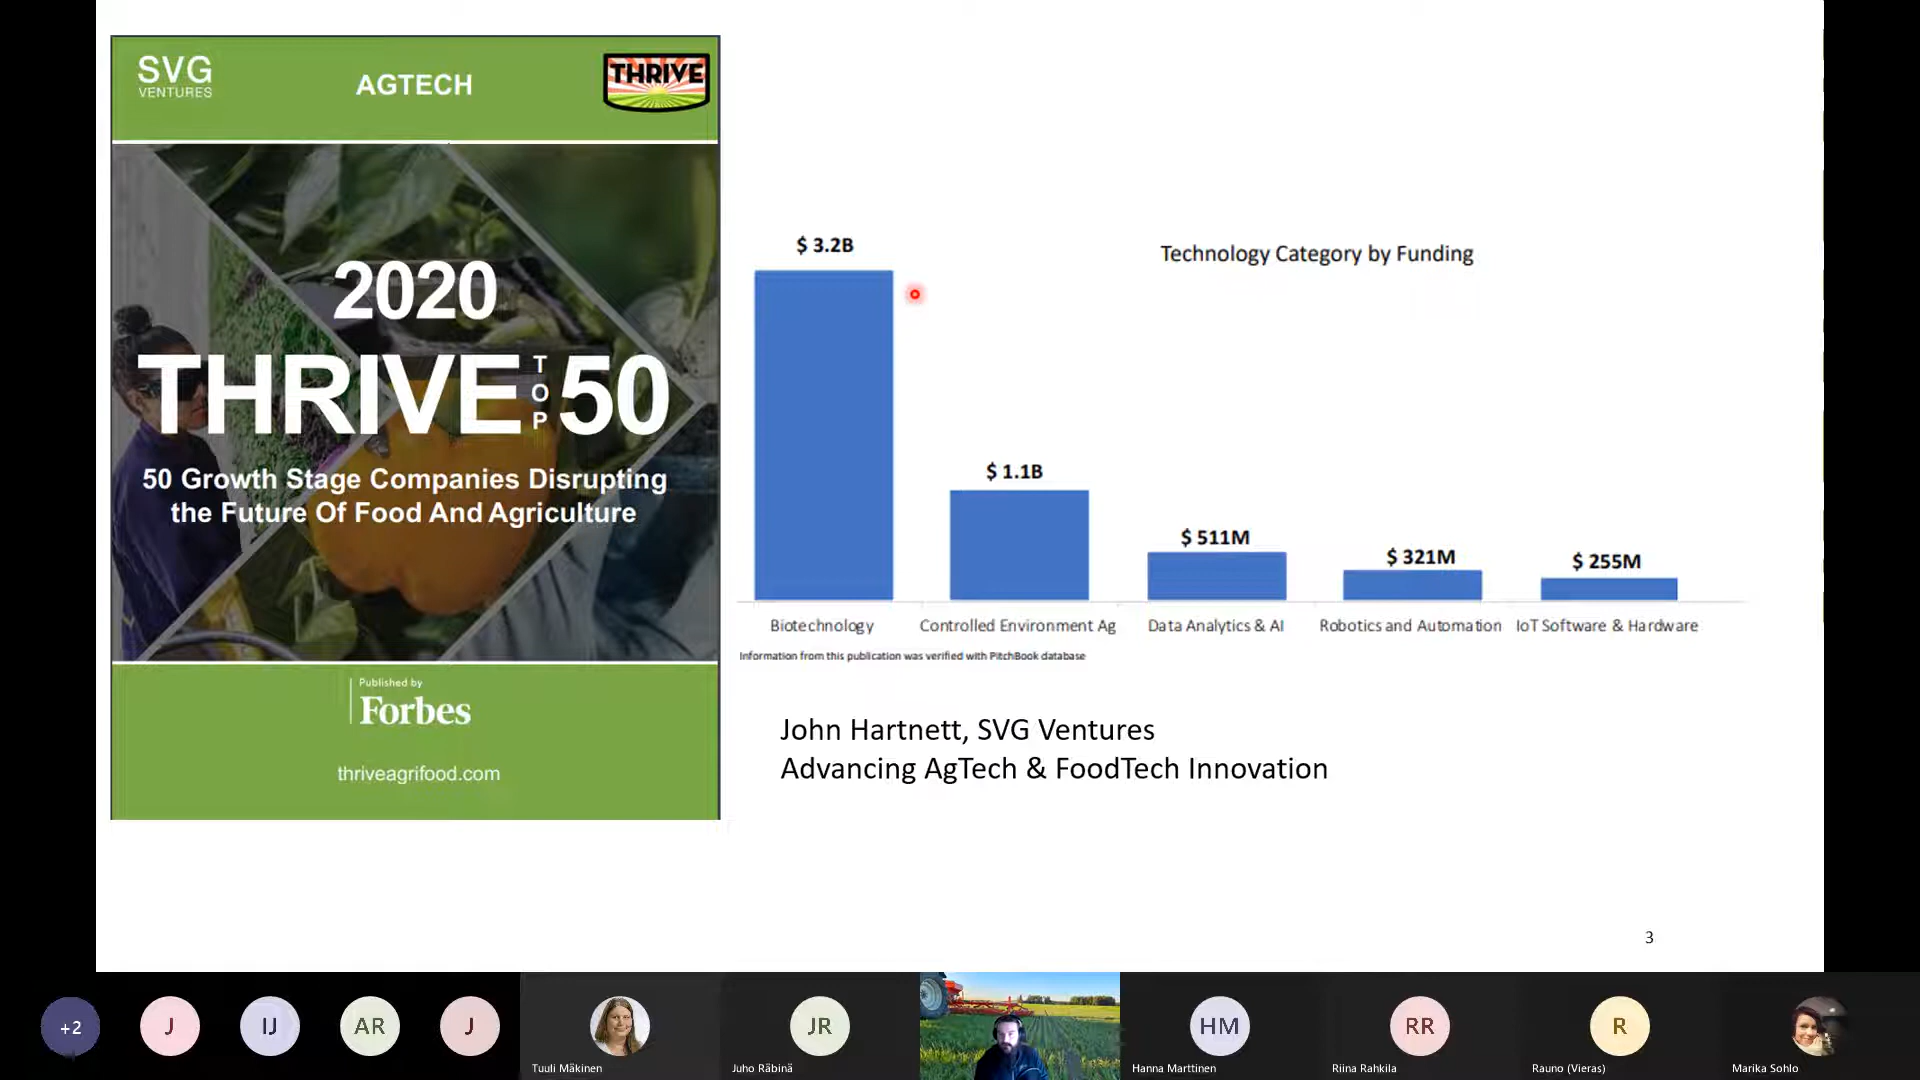 SVG
VENTURES
AGTECH
THRIVE
2020
THRIVE TOP 50
50 Growth Stage Companies Disrupting
the Future Of Food And Agriculture
Published by
Forbes
thriveagrifood.com
Technology Category by Funding
$ 3.2B
$ 1.1B
$ 511M
$ 321M
$ 255M
Biotechnology
Controlled Environment Ag
Data Analytics & AI
Robotics and Automation
IoT Software & Hardware
Information from this publication was verified with PitchBook database
John Hartnett, SVG Ventures
Advancing AgTech & FoodTech Innovation
3
+2
J
IJ
AR
J
Tuuli Mäkinen
JR
Juho Räbinä
HM
Hanna Marttinen
RR
Riina Rahkila
R
Rauno (Vieras)
Marika Sohlo